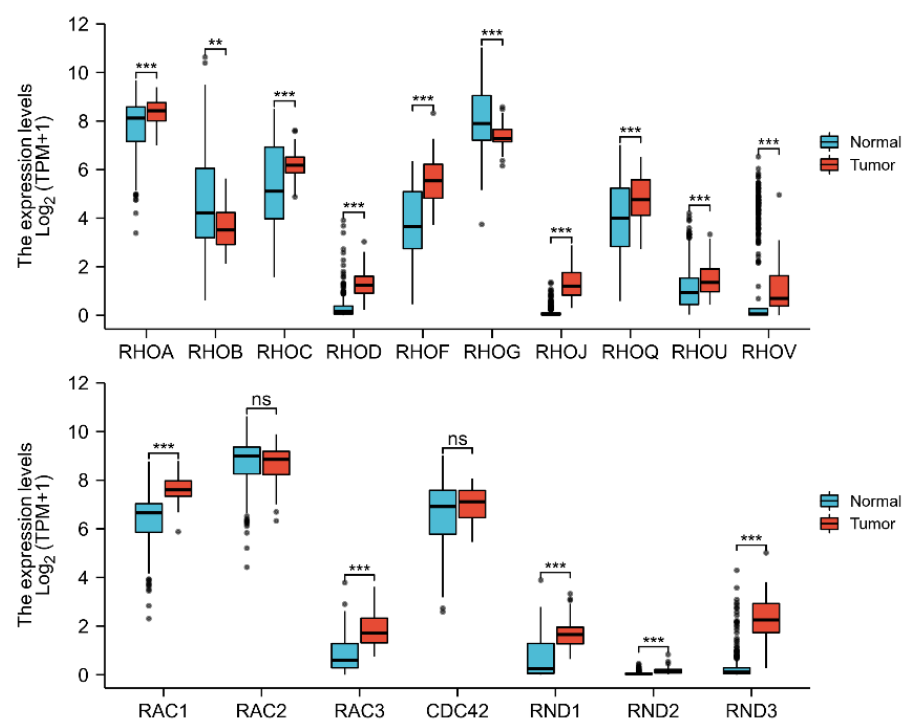 The expression levels
Log₂ (TPM+1)
12
10
8
6
4
2
0
***
**
***
***
***
***
***
***
***
***
RHOA RHOB RHOC RHOD RHOF RHOG RHOJ RHOQ RHOU RHOV
Normal
Tumor
The expression levels
Log₂ (TPM+1)
12
10
8
6
4
2
0
***
ns
***
ns
***
***
***
RAC1 RAC2 RAC3 CDC42 RND1 RND2 RND3
Normal
Tumor